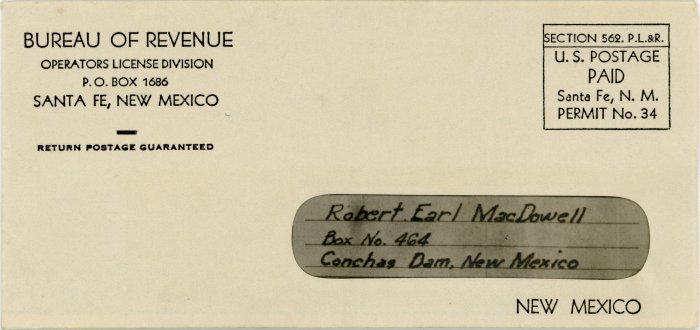 BUREAU OF REVENUE
OPERATORS LICENSE DIVISION
P.O. BOX 1686
SANTA FE, NEW MEXICO
RETURN POSTAGE GUARANTEED
SECTION 562. P.L.&R.
U.S. POSTAGE
PAID
Santa Fe, N. M.
PERMIT No. 34
Robert Earl MacDowell
Box No. 464
Conchas Dam, New Mexico
NEW MEXICO